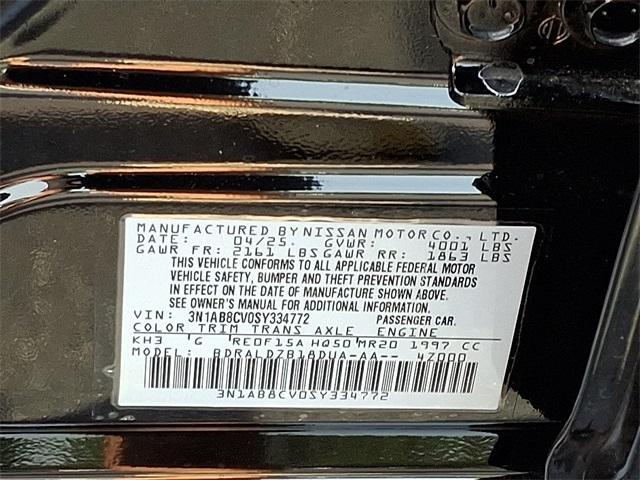 MANUFACTURED BY NISSAN MOTOR CO., LTD.
DATE: 04/25. GVWR: 4001 LBS
GAWR FR: 2161 LBS GAWR RR: 1863 LBS
THIS VEHICLE CONFORMS TO ALL APPLICABLE FEDERAL MOTOR
VEHICLE SAFETY, BUMPER AND THEFT PREVENTION STANDARDS
IN EFFECT ON THE DATE OF MANUFACTURE SHOWN ABOVE.
SEE OWNER'S MANUAL FOR ADDITIONAL INFORMATION.
VIN: 3N1AB8CV0SY334772 PASSENGER CAR.
COLOR TRIM TRANS AXLE ENGINE
KH3 G RE0F15A HQ50 MR20 1997 CC
MODEL: BDRALDZB18DUA-AA-- 4Z000
3N1AB8CV0SY334772